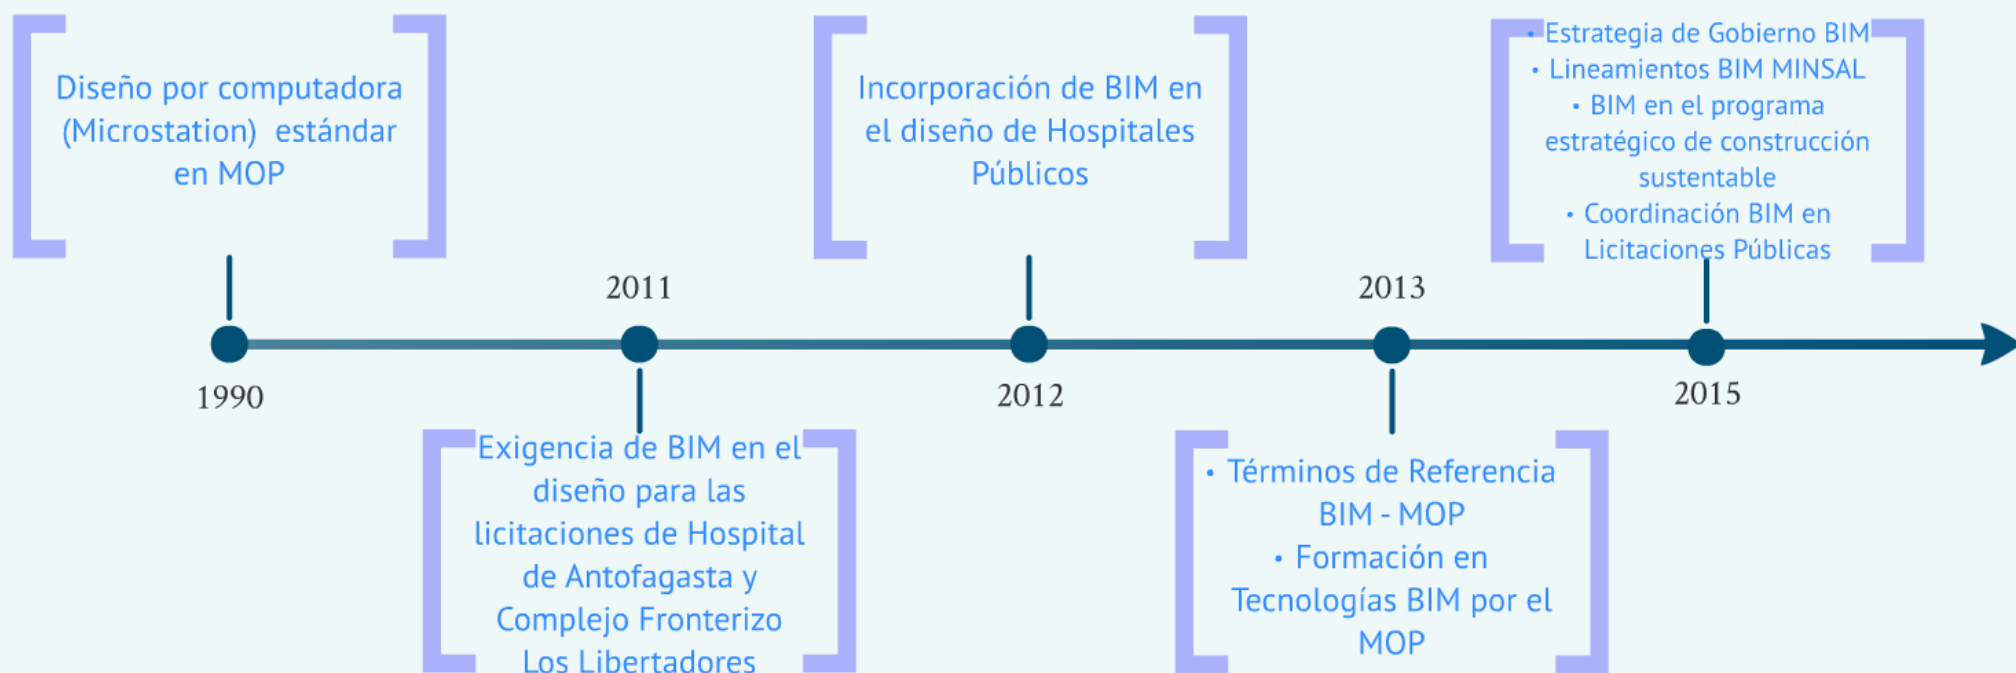 Diseño por computadora
(Microstation) estándar
en MOP
1990
2011
Exigencia de BIM en el
diseño para las
licitaciones de Hospital
de Antofagasta y
Complejo Fronterizo
Los Libertadores
Incorporación de BIM en
el diseño de Hospitales
Públicos
2012
2013
• Términos de Referencia
BIM - MOP
• Formación en
Tecnologías BIM por el
MOP
• Estrategia de Gobierno BIM
• Lineamientos BIM MINSAL
• BIM en el programa
estratégico de construcción
sustentable
• Coordinación BIM en
Licitaciones Públicas
2015